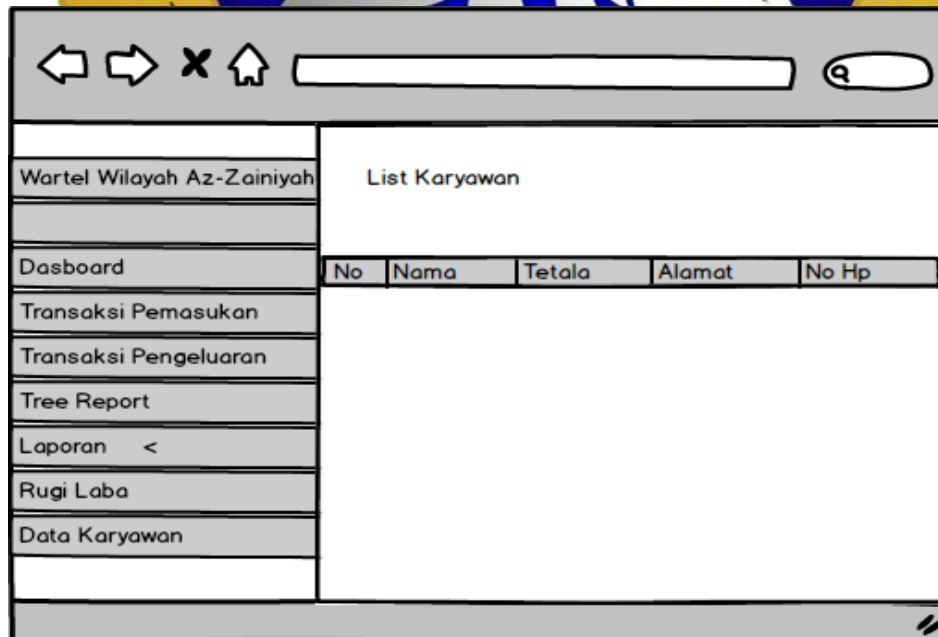 Wartel Wilayah Az-Zainiyah
List Karyawan
Dasboard
Transaksi Pemasukan
Transaksi Pengeluaran
Tree Report
Laporan <
Rugi Laba
Data Karyawan
No Nama Tetala Alamat No Hp